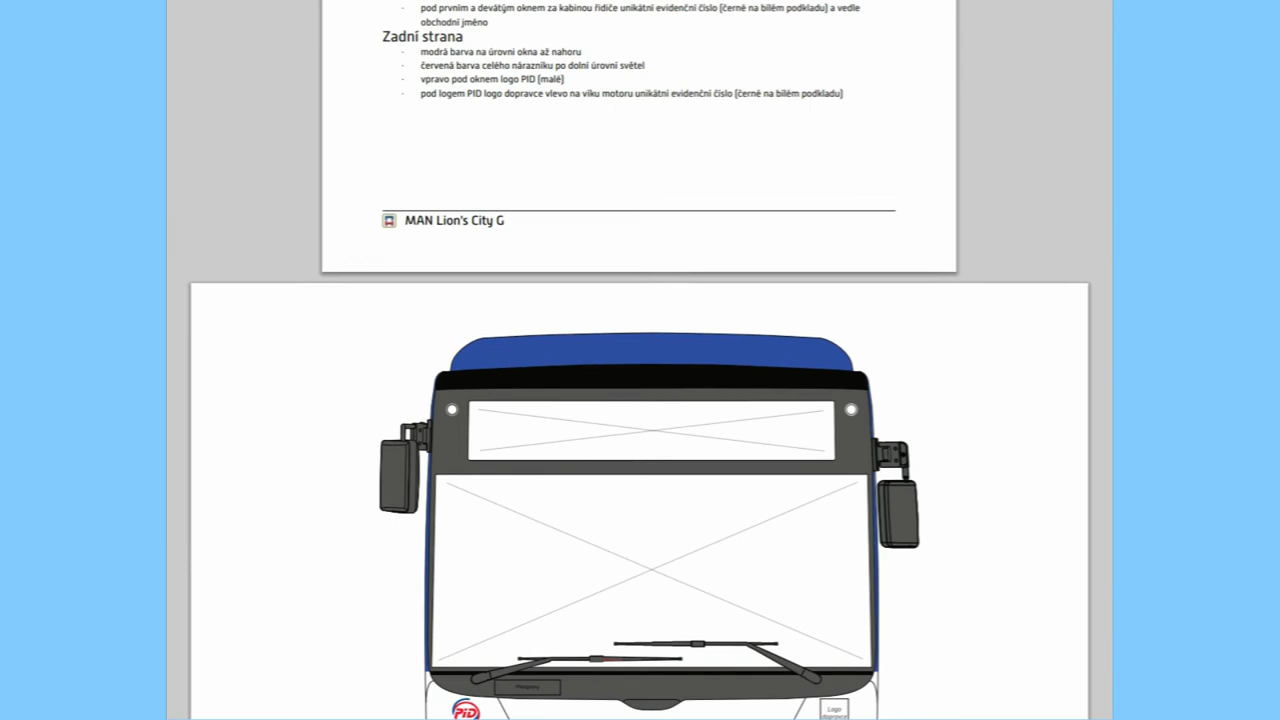 · pod prvním a devátým oknem za kabinou řidiče unikátní evidenční číslo (černé na bílém podkladu) a vedle
obchodní jméno
Zadní strana
· modrá barva na úrovni okna až nahoru
· červená barva celého nárazníku po dolní úrovni světel
· vpravo pod oknem logo PID (malé)
· pod logem PID logo dopravce vlevo na víku motoru unikátní evidenční číslo (černé na bílém podkladu)
MAN Lion's City G
PID
Logo
dopravce